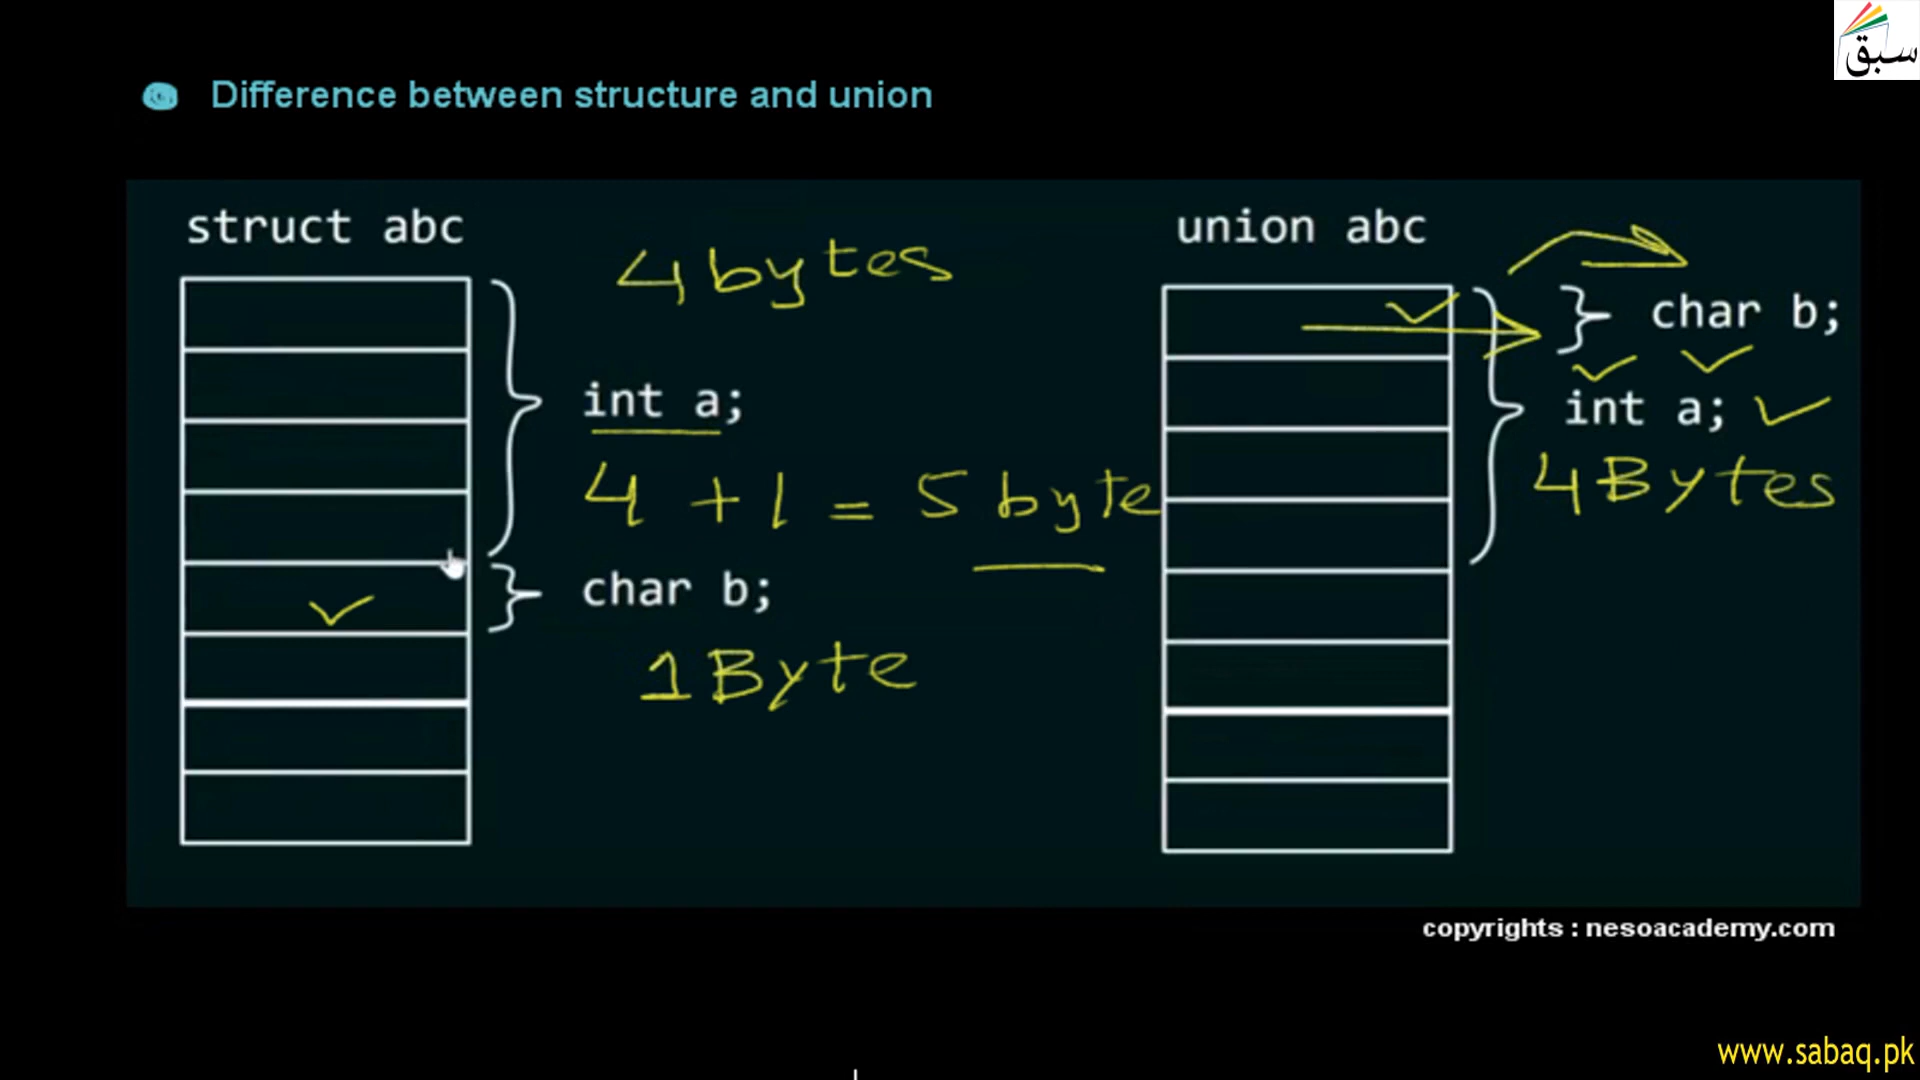 سبق
Difference between structure and union
struct abc
4 bytes
int a;
4 + 1 = 5 byte
char b;
1 Byte
union abc
char b;
int a;
4 Bytes
copyrights : nesoacademy.com
www.sabaq.pk